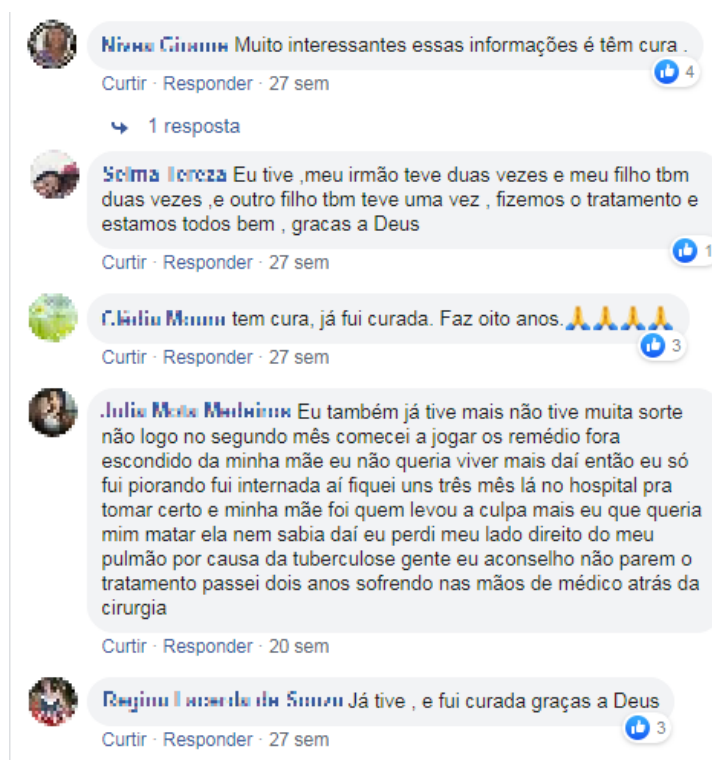 Muito interessantes essas informações é têm cura .
4
Curtir · Responder · 27 sem
1 resposta
Selma Tereza Eu tive ,meu irmão teve duas vezes e meu filho tbm
duas vezes ,e outro filho tbm teve uma vez , fizemos o tratamento e
estamos todos bem , gracas a Deus
1
Curtir · Responder · 27 sem
tem cura, já fui curada. Faz oito anos.🙏🙏🙏🙏
3
Curtir · Responder · 27 sem
Eu também já tive mais não tive muita sorte
não logo no segundo mês comecei a jogar os remédio fora
escondido da minha mãe eu não queria viver mais daí então eu só
fui piorando fui internada aí fiquei uns três mês lá no hospital pra
tomar certo e minha mãe foi quem levou a culpa mais eu que queria
mim matar ela nem sabia daí eu perdi meu lado direito do meu
pulmão por causa da tuberculose gente eu aconselho não parem o
tratamento passei dois anos sofrendo nas mãos de médico atrás da
cirurgia
Curtir · Responder · 20 sem
Já tive , e fui curada graças a Deus
3
Curtir · Responder · 27 sem